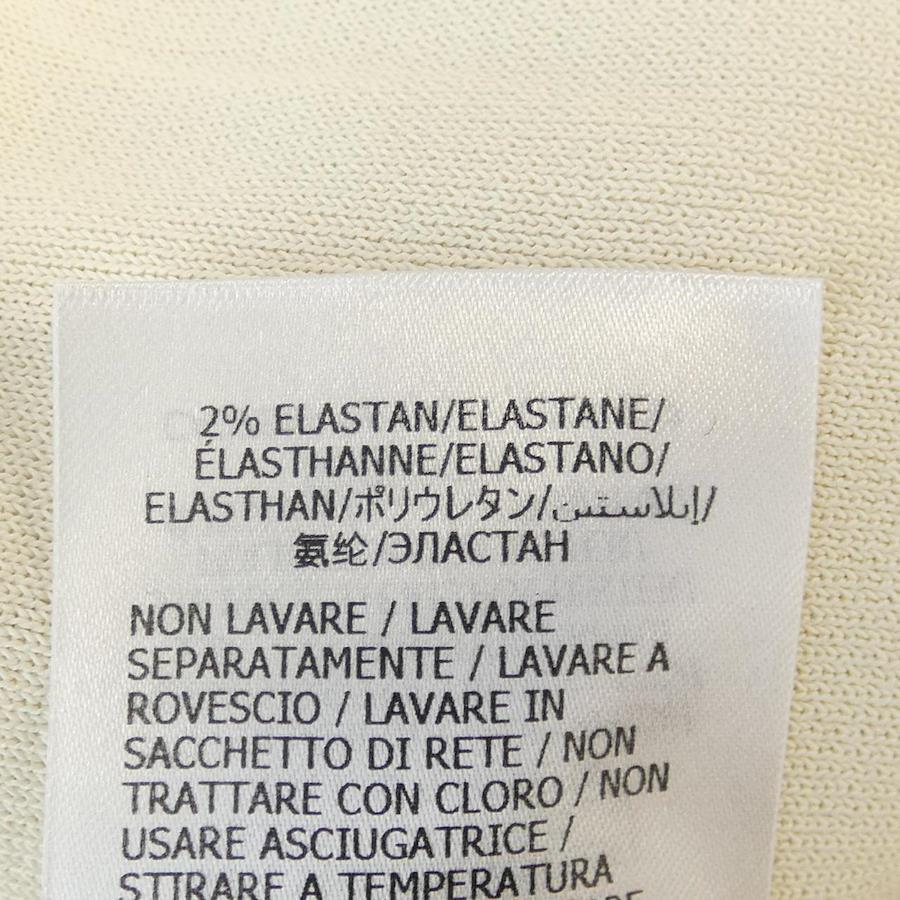 2% ELASTAN/ELASTANE/
ÉLASTHANNE/ELASTANO/
ELASTHAN/ポリウレタン/إيلاستين/
氨纶/ЭЛАСТАН
NON LAVARE / LAVARE
SEPARATAMENTE / LAVARE A
ROVESCIO / LAVARE IN
SACCHETTO DI RETE / NON
TRATTARE CON CLORO / NON
USARE ASCIUGATRICE /
STIRARE A TEMPERATURA